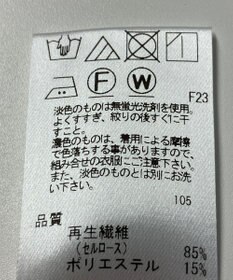 F
W
F23
淡色のものは無蛍光洗剤を使用。
よくすすぎ、絞りの後すぐ1に干
すこと。
濃色のものは、着用による摩擦
で色落ちする事がありますので、
組み合せの衣服にご注意下さい。
また、淡色のものとは別にお洗
い下さい。
105
品質
再生繊維
(セルロース) 85%
ポリエステル 15%